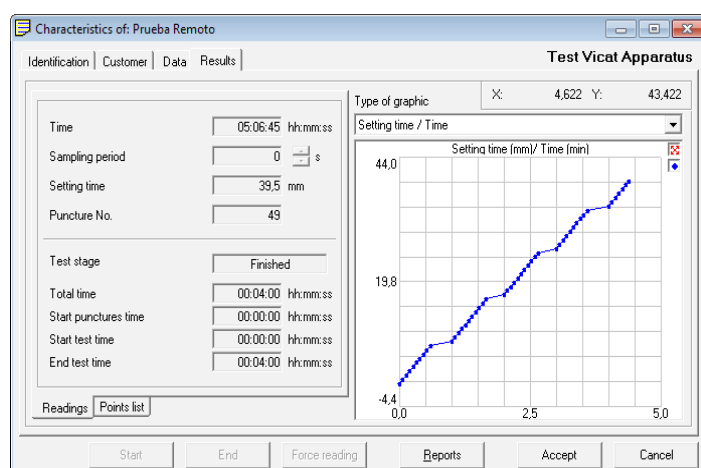 Characteristics of: Prueba Remoto
Identification Customer Data Results
Test Vicat Apparatus
Time 05:06:45 hh:mm:ss
Sampling period 0 s
Setting time 39,5 mm
Puncture No. 49
Test stage Finished
Total time 00:04:00 hh:mm:ss
Start punctures time 00:00:00 hh:mm:ss
Start test time 00:00:00 hh:mm:ss
End test time 00:04:00 hh:mm:ss
Readings Points list
Type of graphic X: 4,622 Y: 43,422
Setting time / Time
Setting time (mm)/ Time (min)
44,0
19,8
-4,4
0,0 2,5 5,0
Start End Force reading Reports Accept Cancel